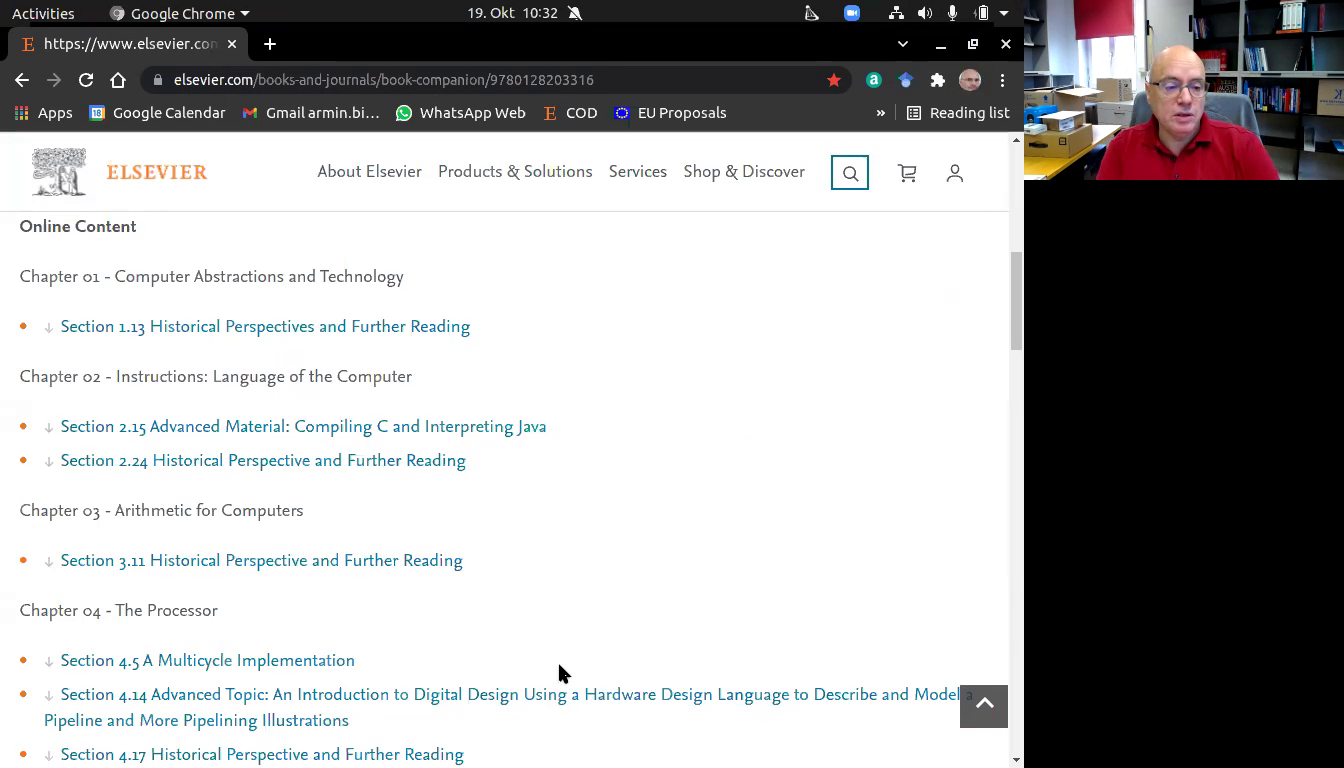 Activities Google Chrome 19. Okt 10:32
https://www.elsevier.con
elsevier.com/books-and-journals/book-companion/9780128203316
Apps Google Calendar Gmail armin.bi... WhatsApp Web COD EU Proposals » Reading list
ELSEVIER About Elsevier Products & Solutions Services Shop & Discover
Online Content
Chapter 01 - Computer Abstractions and Technology
Section 1.13 Historical Perspectives and Further Reading
Chapter 02 - Instructions: Language of the Computer
Section 2.15 Advanced Material: Compiling C and Interpreting Java
Section 2.24 Historical Perspective and Further Reading
Chapter 03 - Arithmetic for Computers
Section 3.11 Historical Perspective and Further Reading
Chapter 04 - The Processor
Section 4.5 A Multicycle Implementation
Section 4.14 Advanced Topic: An Introduction to Digital Design Using a Hardware Design Language to Describe and Model a
Pipeline and More Pipelining Illustrations
Section 4.17 Historical Perspective and Further Reading